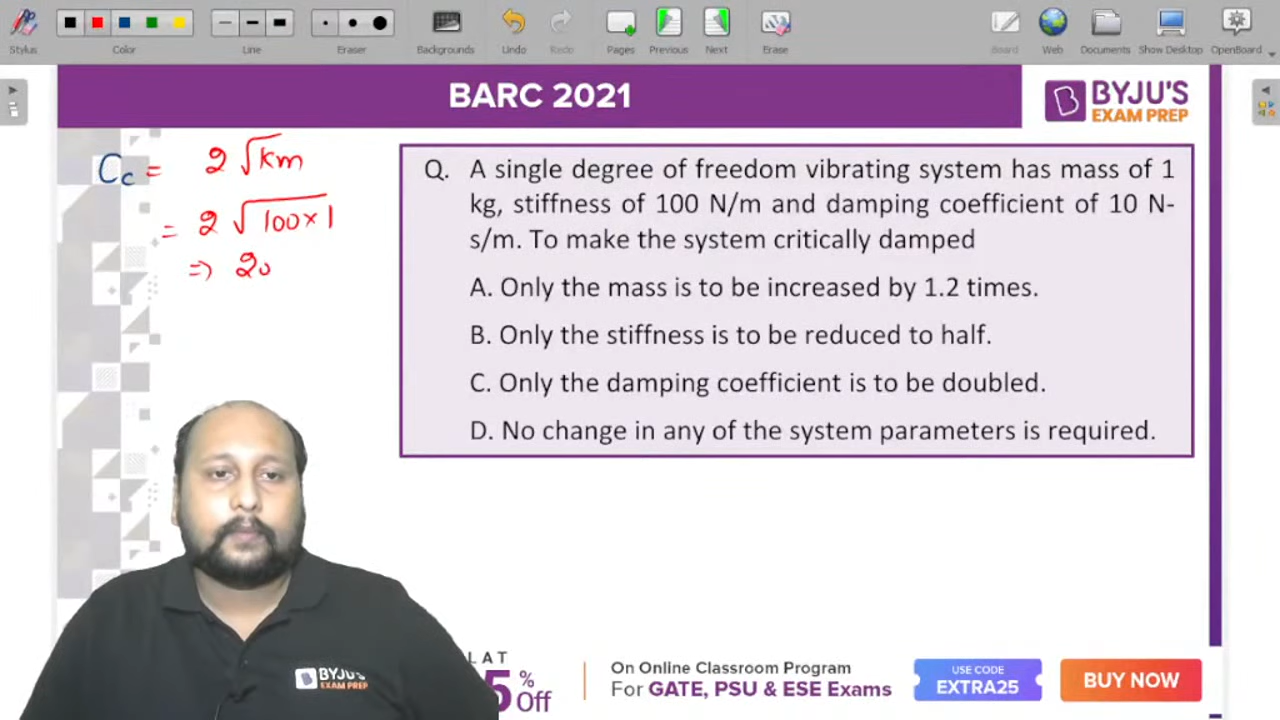 Stylus
Color
Line
Eraser
Backgrounds
Undo
Redo
Pages
Previous
Next
Erase
Board
Web
Documents
Show Desktop
OpenBoard
BARC 2021
BYJU'S
EXAM PREP
Cc = 2 √km
= 2 √100×1
⇒ 20
Q. A single degree of freedom vibrating system has mass of 1
kg, stiffness of 100 N/m and damping coefficient of 10 N-
s/m. To make the system critically damped
A. Only the mass is to be increased by 1.2 times.
B. Only the stiffness is to be reduced to half.
C. Only the damping coefficient is to be doubled.
D. No change in any of the system parameters is required.
BYJU'S
EXAM PREP
LAT
5% Off
On Online Classroom Program
For GATE, PSU & ESE Exams
USE CODE
EXTRA25
BUY NOW